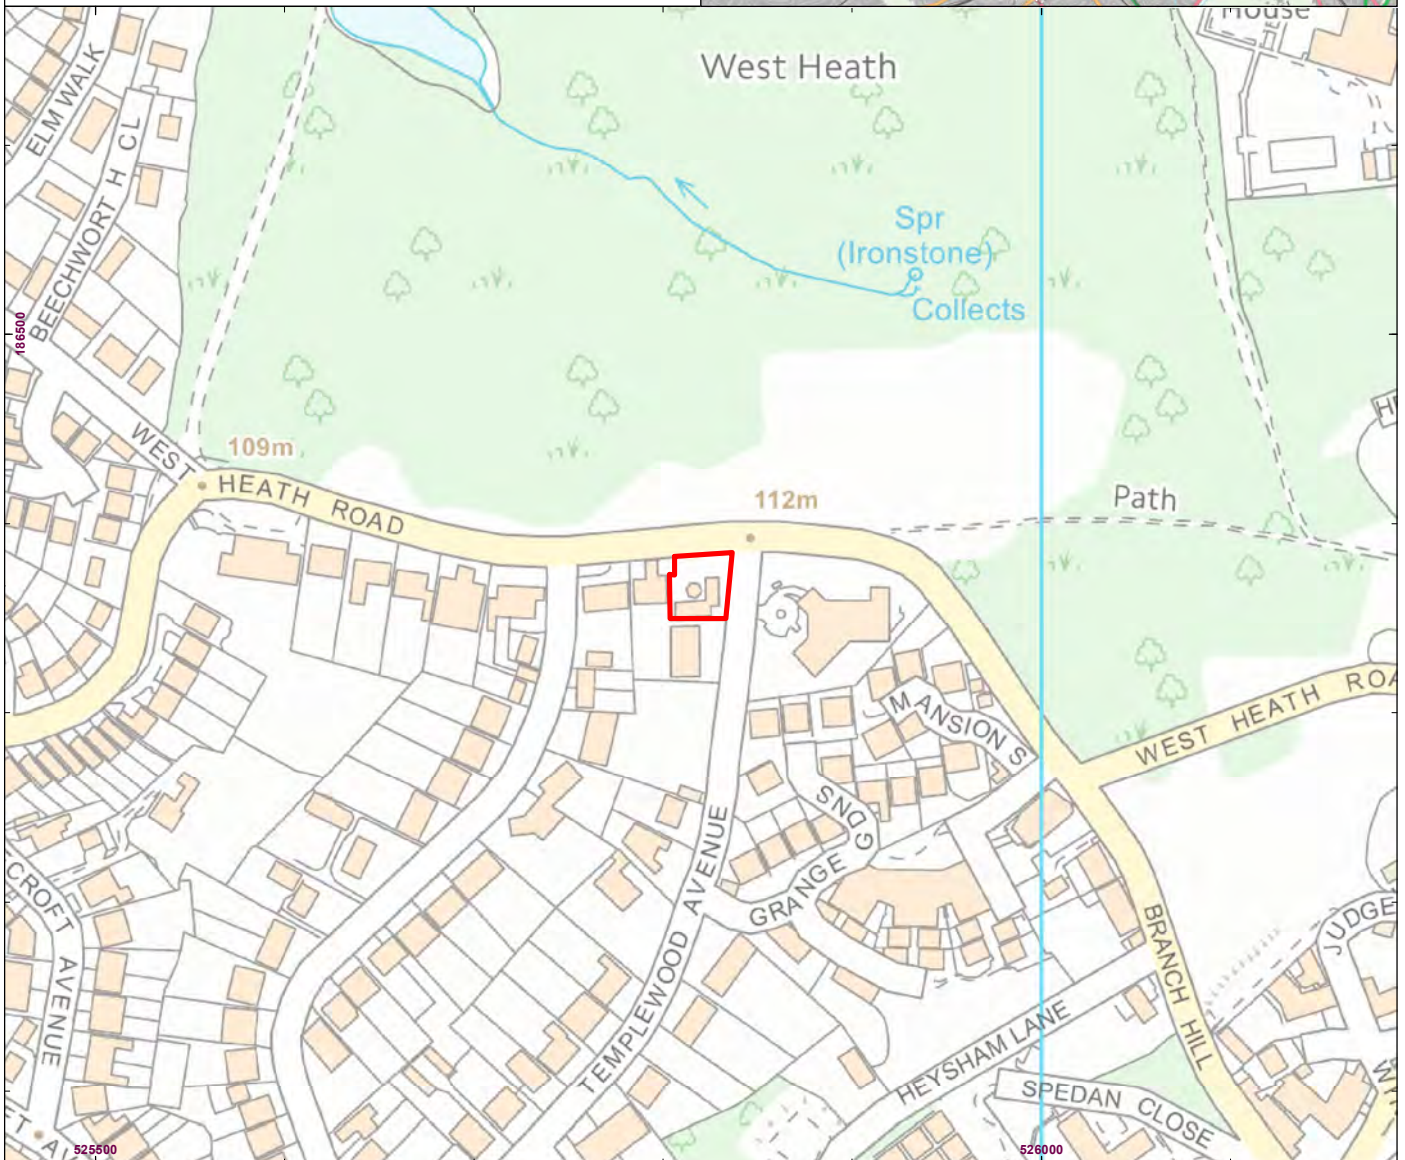 House
West Heath
ELM WALK
BEECHWORT H CL
Spr
(Ironstone)
Collects
186500
WEST HEATH ROAD
109m
112m
Path
MANSION S
GDNS
WEST HEATH ROA
GRANGE
TEMPLEWOOD AVENUE
CROFT AVENUE
BRANCH HILL
JUDGE
HEYSHAM LANE
SPEDAN CLOSE
525500
526000